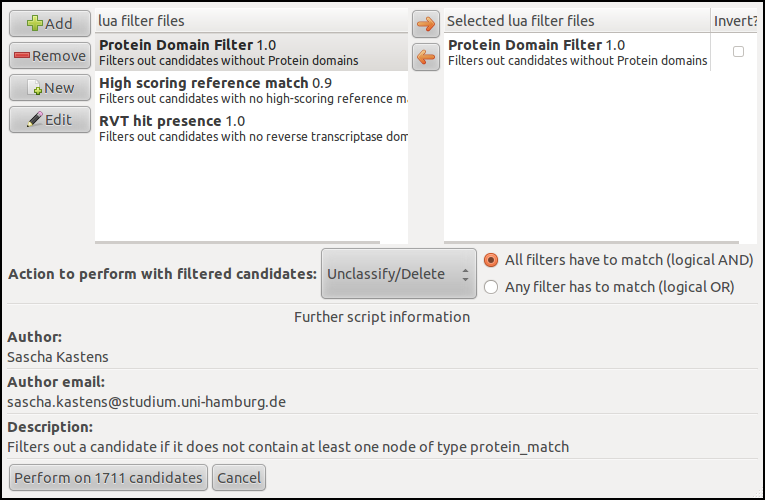 Add
Remove
New
Edit
lua filter files
Protein Domain Filter 1.0
Filters out candidates without Protein domains
High scoring reference match 0.9
Filters out candidates with no high-scoring reference ma
RVT hit presence 1.0
Filters out candidates with no reverse transcriptase dom
Selected lua filter files
Invert?
Protein Domain Filter 1.0
Filters out candidates without Protein domains
Action to perform with filtered candidates:
Unclassify/Delete
All filters have to match (logical AND)
Any filter has to match (logical OR)
Further script information
Author:
Sascha Kastens
Author email:
sascha.kastens@studium.uni-hamburg.de
Description:
Filters out a candidate if it does not contain at least one node of type protein_match
Perform on 1711 candidates
Cancel